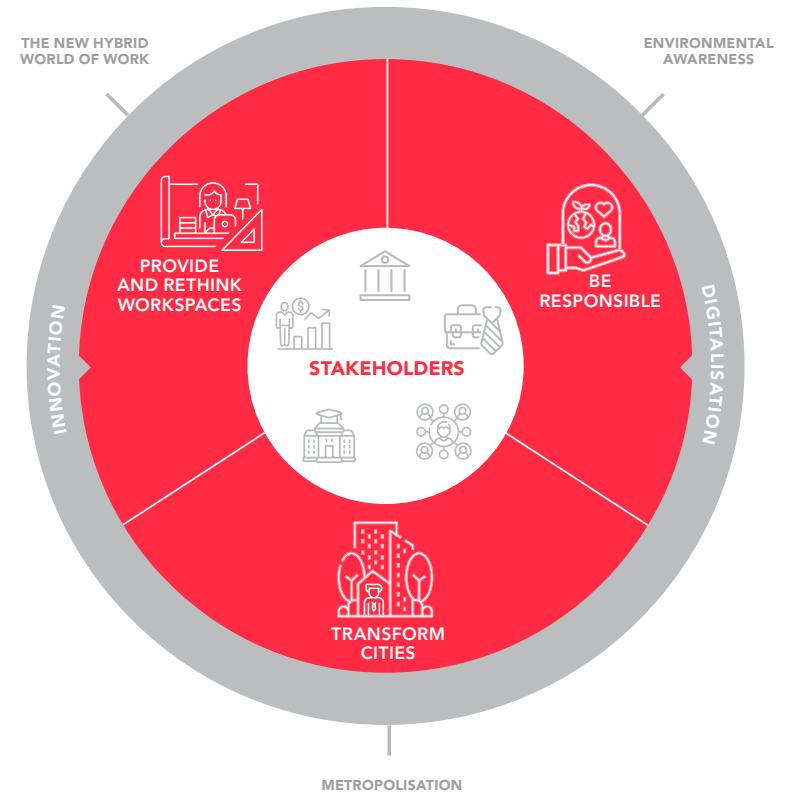 THE NEW HYBRID
WORLD OF WORK
ENVIRONMENTAL
AWARENESS
PROVIDE
AND RETHINK
WORKSPACES
BE
RESPONSIBLE
INNOVATION
DIGITALISATION
$
STAKEHOLDERS
TRANSFORM
CITIES
METROPOLISATION